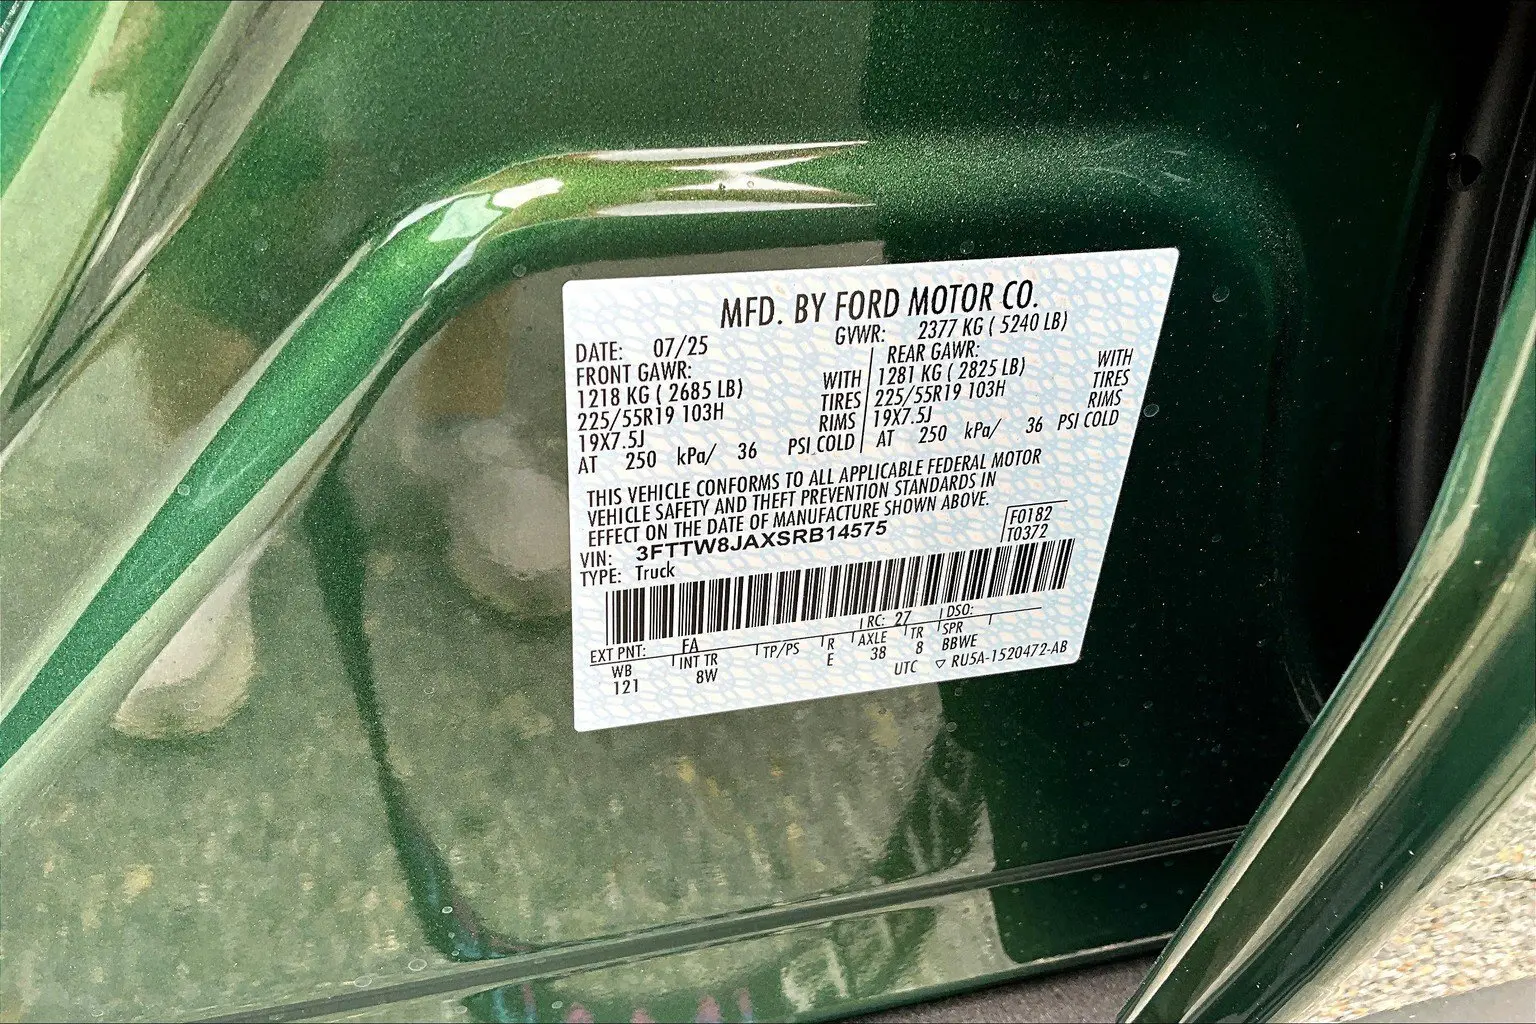 MFD. BY FORD MOTOR CO.
DATE: 07/25 GVWR: 2377 KG ( 5240 LB)
FRONT GAWR: REAR GAWR:
1218 KG ( 2685 LB) WITH 1281 KG ( 2825 LB) WITH
225/55R19 103H TIRES 225/55R19 103H TIRES
19X7.5J RIMS 19X7.5J RIMS
AT 250 kPa/ 36 PSI COLD AT 250 kPa/ 36 PSI COLD
THIS VEHICLE CONFORMS TO ALL APPLICABLE FEDERAL MOTOR
VEHICLE SAFETY AND THEFT PREVENTION STANDARDS IN
EFFECT ON THE DATE OF MANUFACTURE SHOWN ABOVE.
VIN: 3FTTW8JAXSRB14575 F0182
TYPE: Truck T0372
EXT PNT: FA RC: 27 DSO:
WB INT TR TP/PS R AXLE TR SPR
121 8W E 38 8 BBWE
UTC ▽ RU5A-1520472-AB